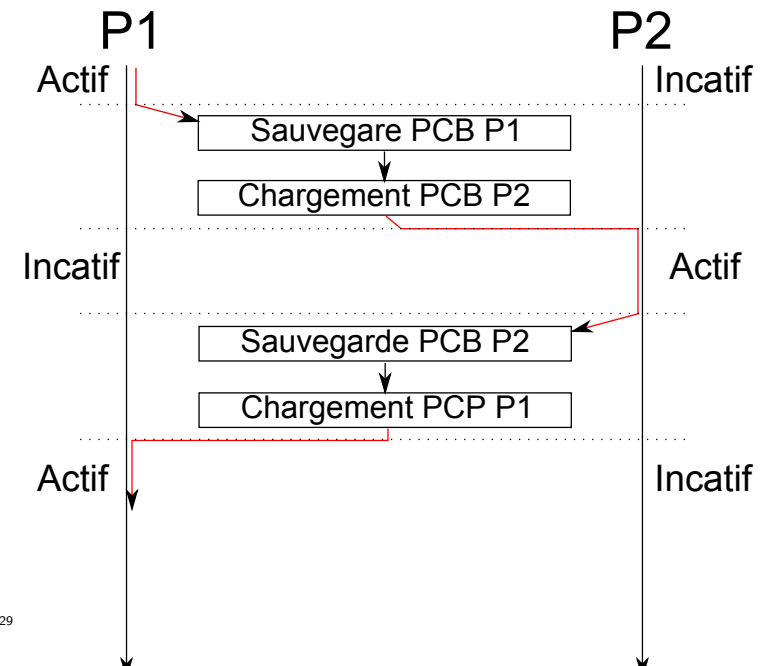 P1 P2
Actif Incatif
Sauvegare PCB P1
Chargement PCB P2
Incatif Actif
Sauvegarde PCB P2
Chargement PCP P1
Actif Incatif
29